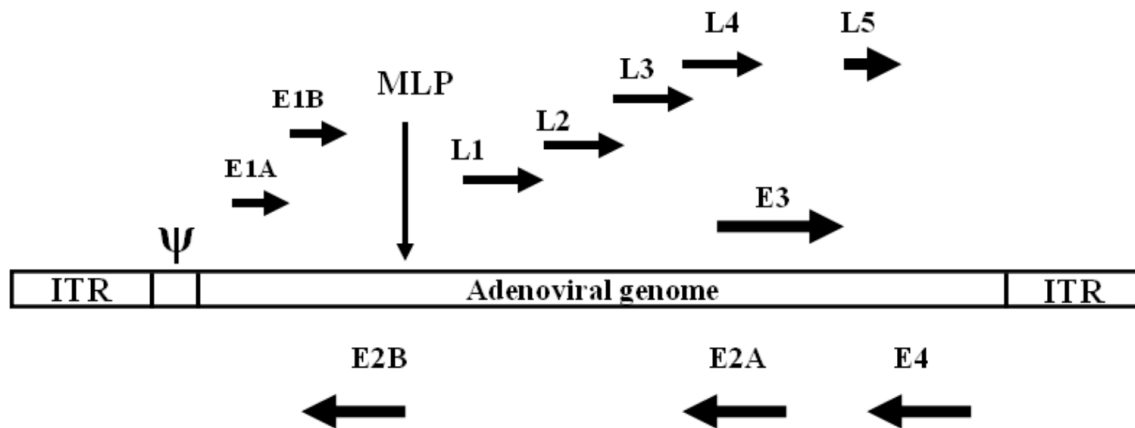 L4 L5
L3
MLP
E1B
L2
L1
E1A
E3
ψ
ITR Adenoviral genome ITR
E2B E2A E4